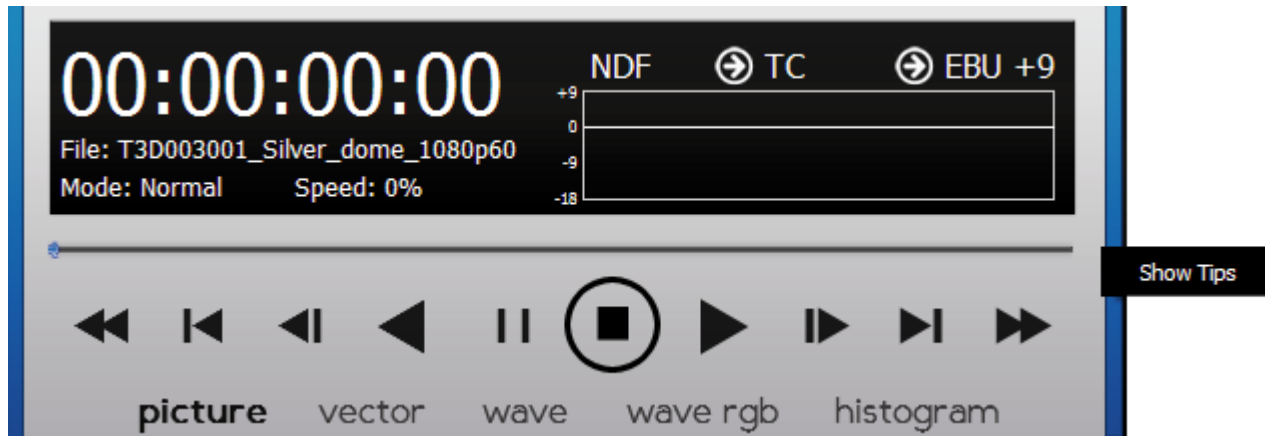 00:00:00:00
NDF TC EBU +9
+9
0
-9
-18
File: T3D003001_Silver_dome_1080p60
Mode: Normal Speed: 0%
Show Tips
picture vector wave wave rgb histogram